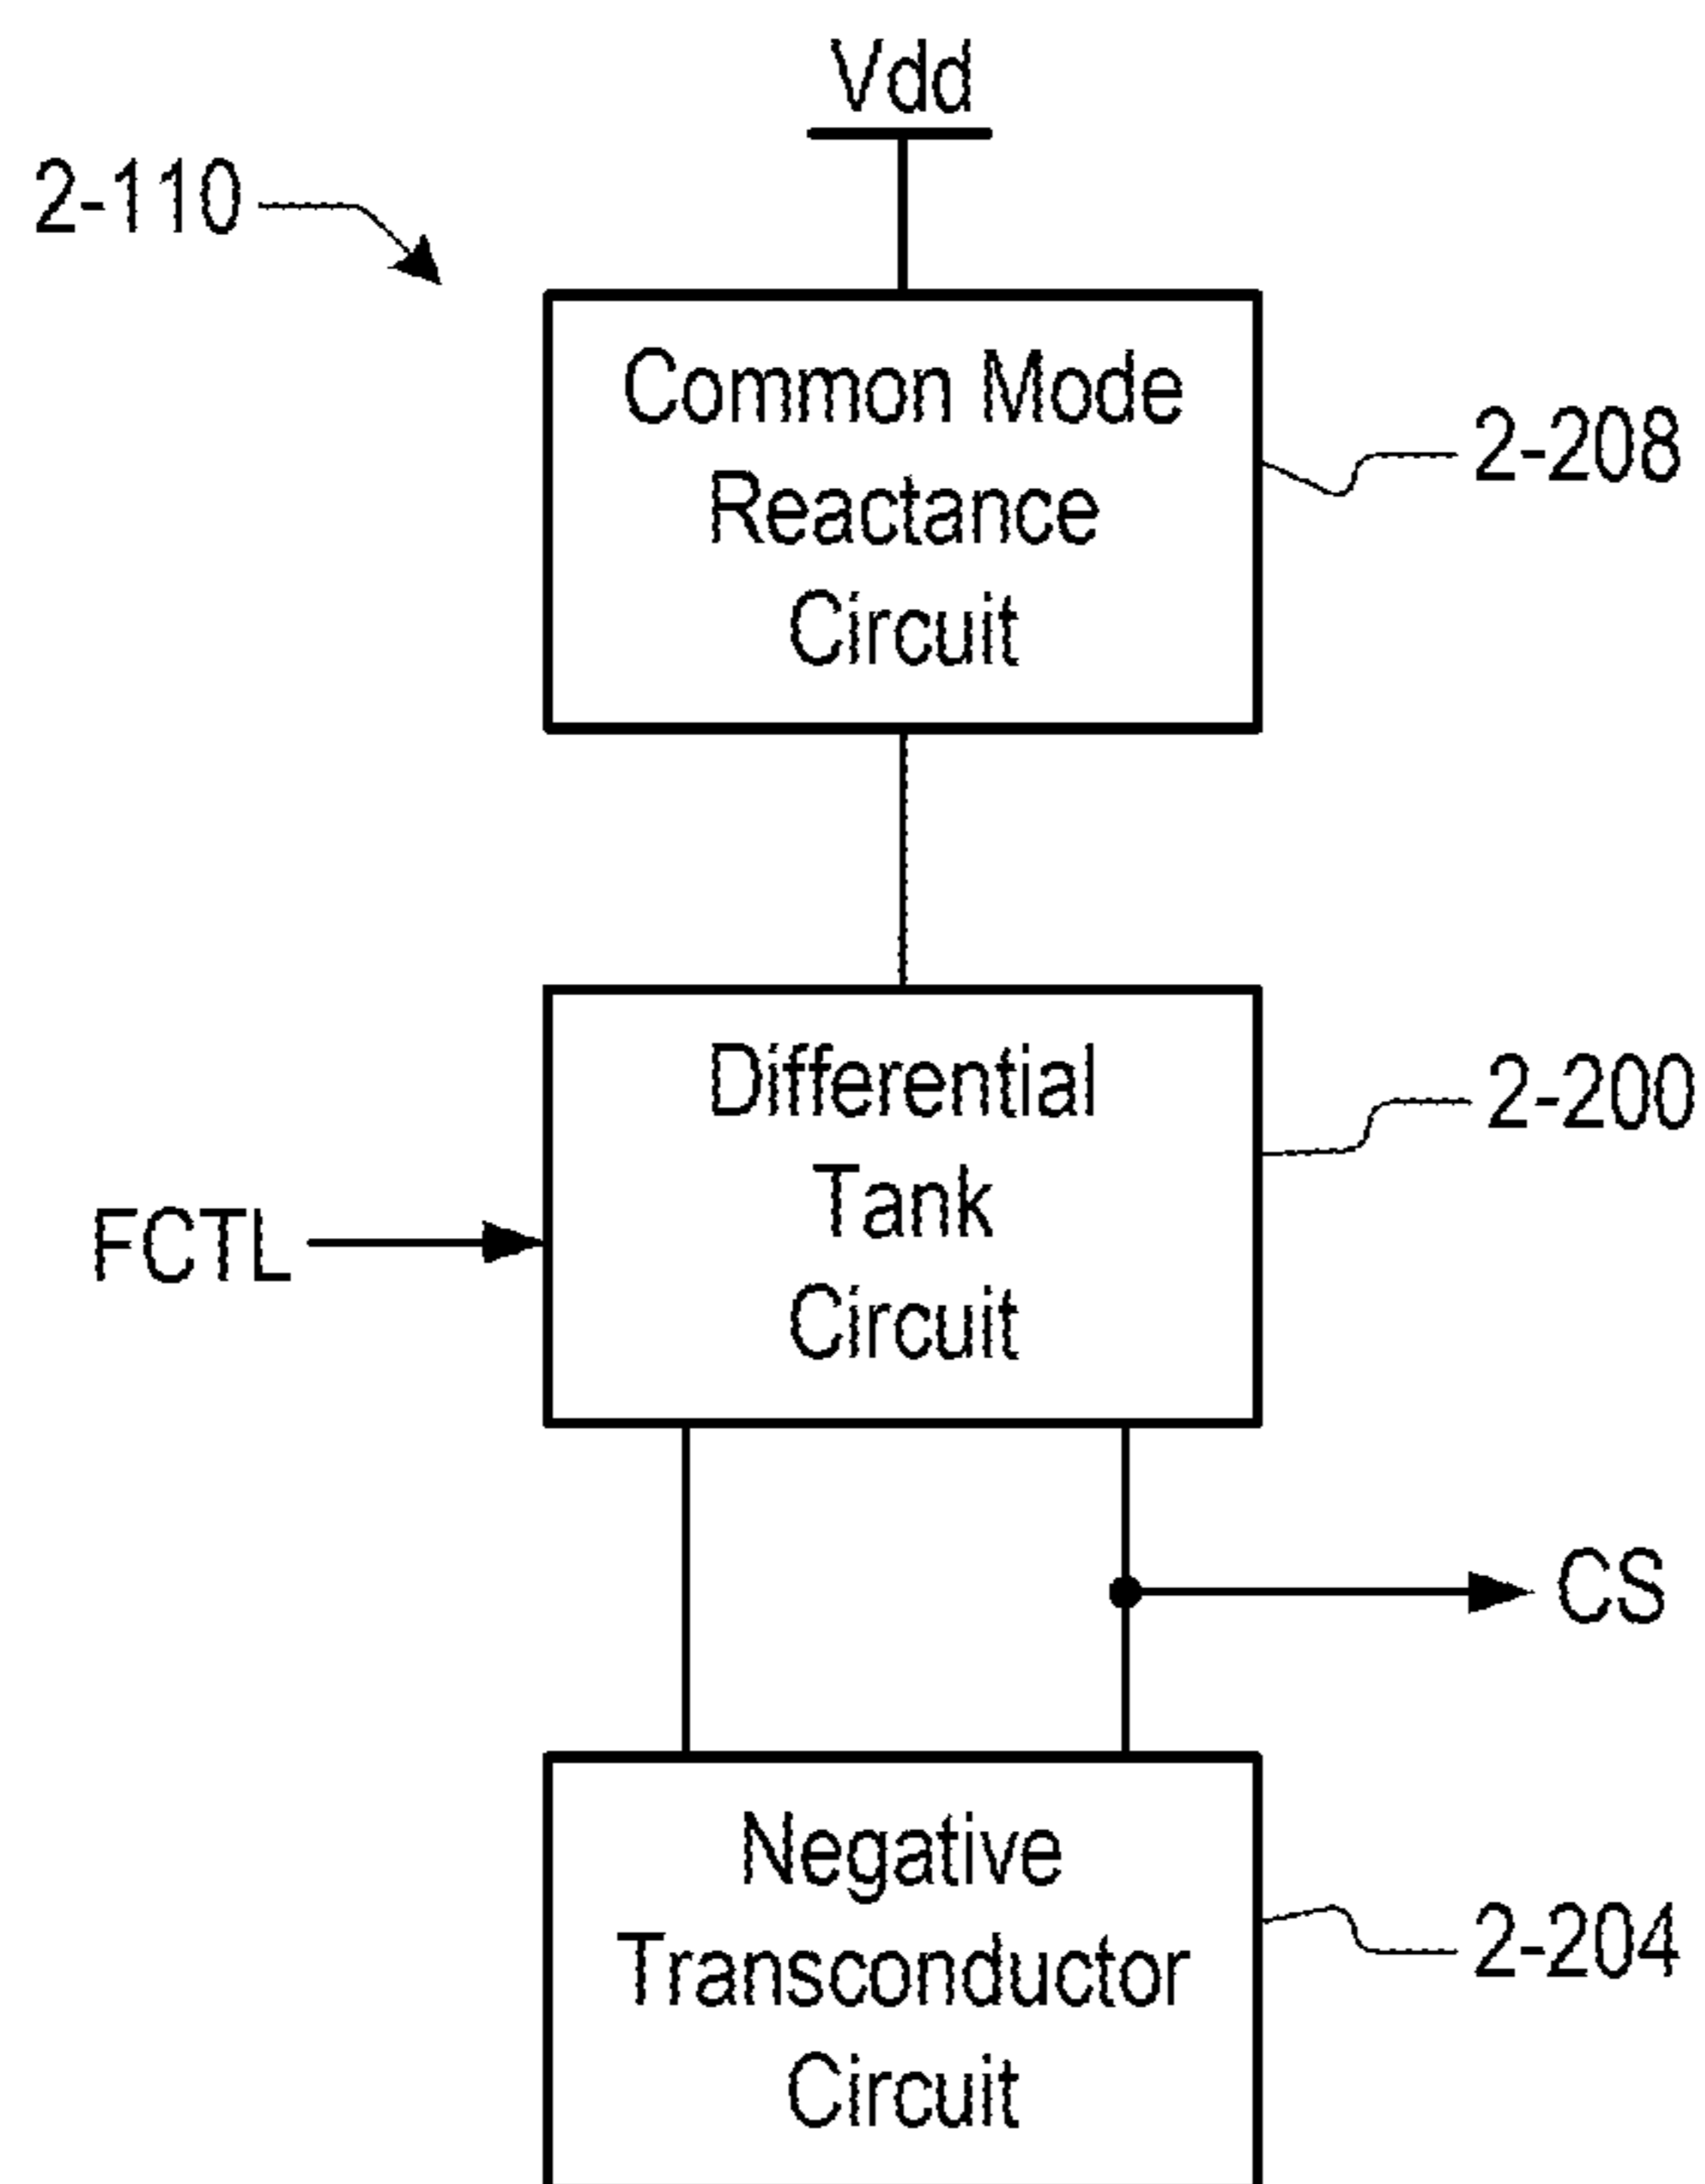 Vdd
2-110
Common Mode
Reactance
Circuit
2-208
Differential
Tank
Circuit
2-200
FCTL
CS
Negative
Transconductor
Circuit
2-204